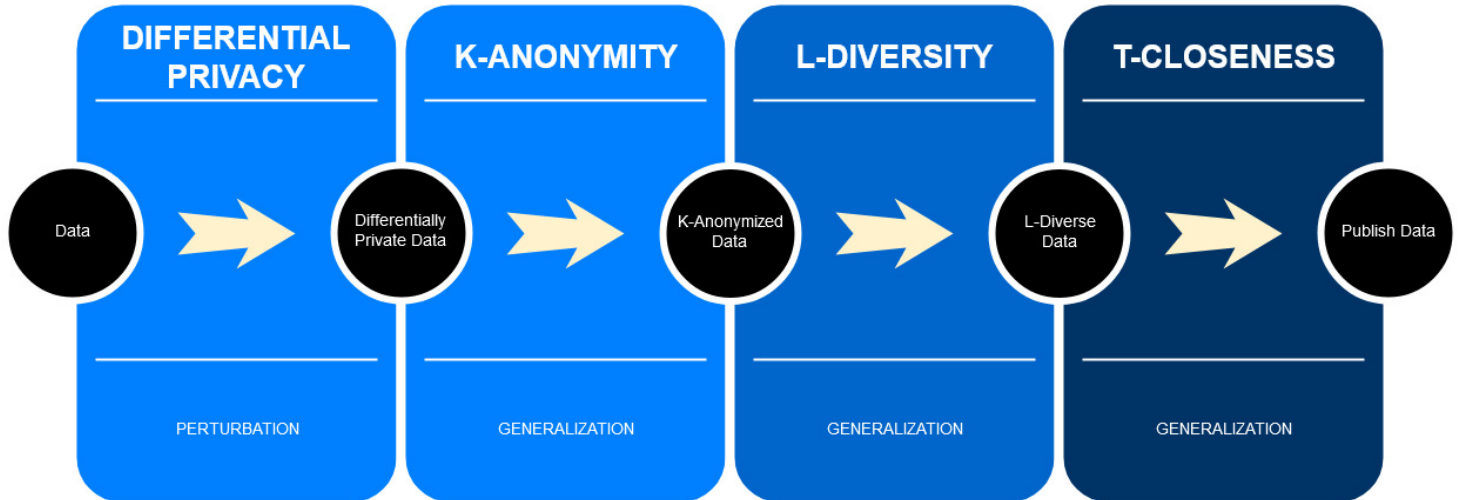 DIFFERENTIAL
PRIVACY
K-ANONYMITY
L-DIVERSITY
T-CLOSENESS
Data
Differentially
Private Data
K-Anonymized
Data
L-Diverse
Data
Publish Data
PERTURBATION
GENERALIZATION
GENERALIZATION
GENERALIZATION